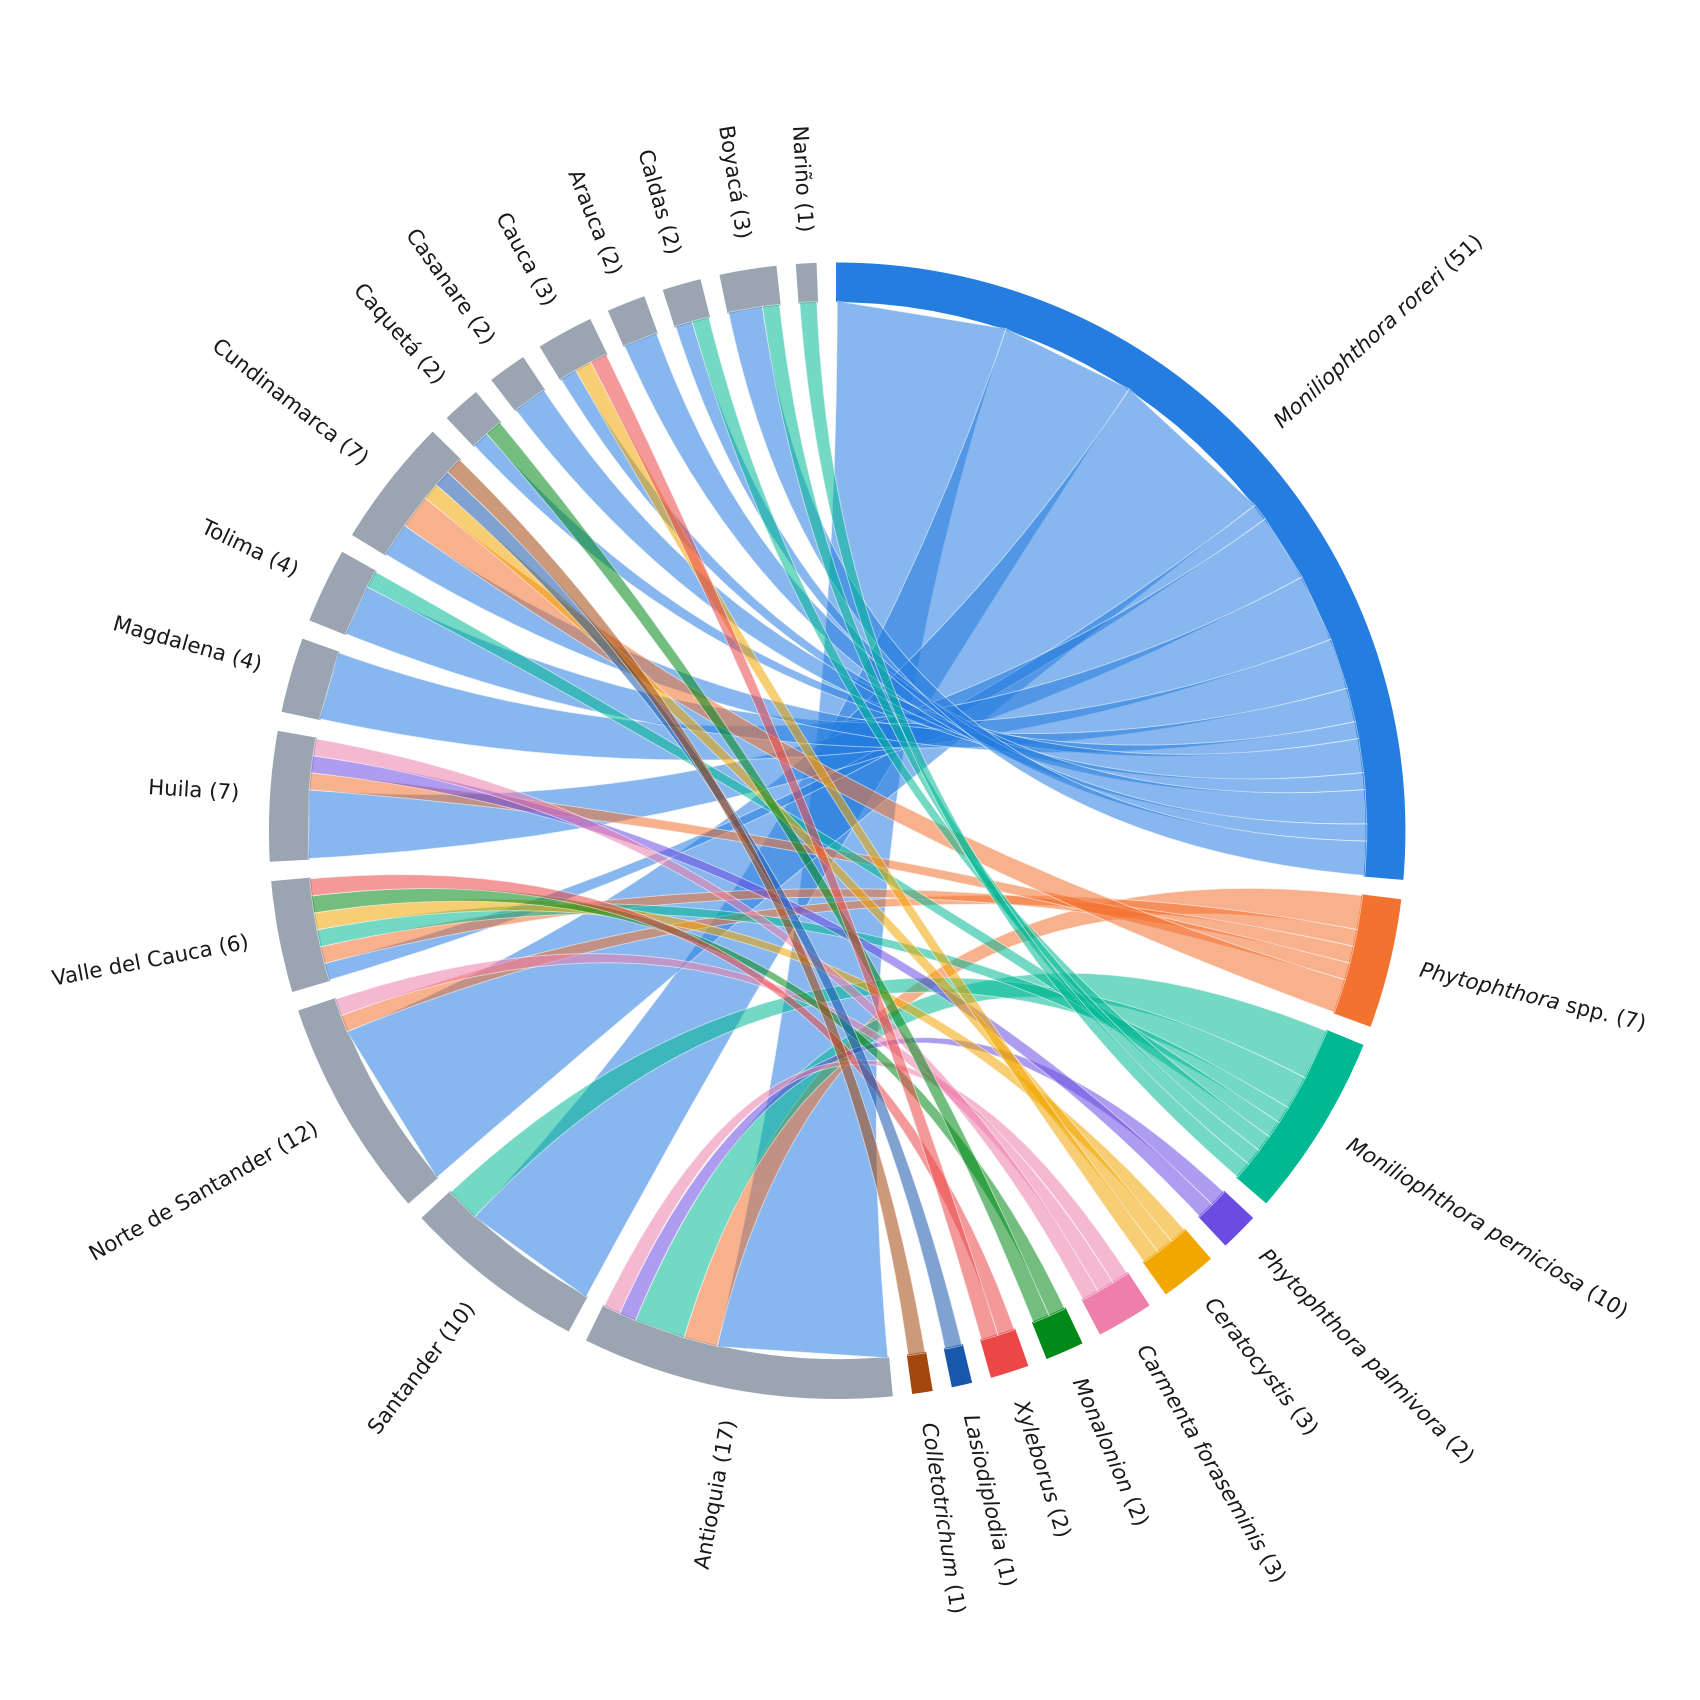 Moniliophthora roreri (51)
Phytophthora spp. (7)
Moniliophthora perniciosa (10)
Phytophthora palmivora (2)
Ceratocystis (3)
Carmenta foraseminis (3)
Monalonion (2)
Xyleborus (2)
Lasiodiplodia (1)
Colletotrichum (1)
Antioquia (17)
Santander (10)
Norte de Santander (12)
Valle del Cauca (6)
Huila (7)
Magdalena (4)
Tolima (4)
Cundinamarca (7)
Caquetá (2)
Casanare (2)
Cauca (3)
Arauca (2)
Caldas (2)
Boyacá (3)
Nariño (1)